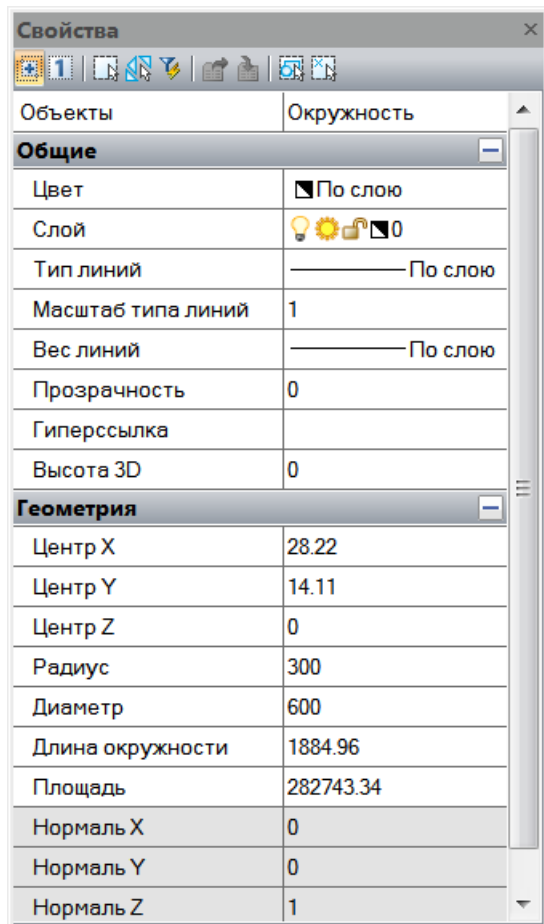 Свойства
1
Объекты Окружность
Общие
Цвет По слою
Слой 0
Тип линий По слою
Масштаб типа линий 1
Вес линий По слою
Прозрачность 0
Гиперссылка
Высота 3D 0
Геометрия
Центр X 28.22
Центр Y 14.11
Центр Z 0
Радиус 300
Диаметр 600
Длина окружности 1884.96
Площадь 282743.34
Нормаль X 0
Нормаль Y 0
Нормаль Z 1